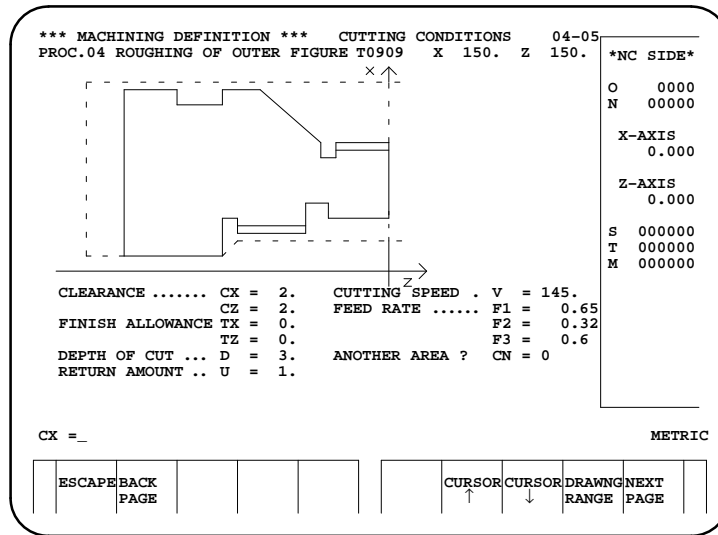 *** MACHINING DEFINITION *** CUTTING CONDITIONS 04-05
PROC.04 ROUGHING OF OUTER FIGURE T0909 X 150. Z 150.
*NC SIDE*
O 0000
N 00000
X-AXIS
0.000
Z-AXIS
0.000
S 000000
T 000000
M 000000
X
Z
CLEARANCE ....... CX = 2. CUTTING SPEED . V = 145.
CZ = 2. FEED RATE ...... F1 = 0.65
FINISH ALLOWANCE TX = 0. F2 = 0.32
TZ = 0. F3 = 0.6
DEPTH OF CUT ... D = 3. ANOTHER AREA ? CN = 0
RETURN AMOUNT .. U = 1.
CX =_ METRIC
ESCAPE BACK CURSOR CURSOR DRAWNG NEXT
PAGE ↑ ↓ RANGE PAGE